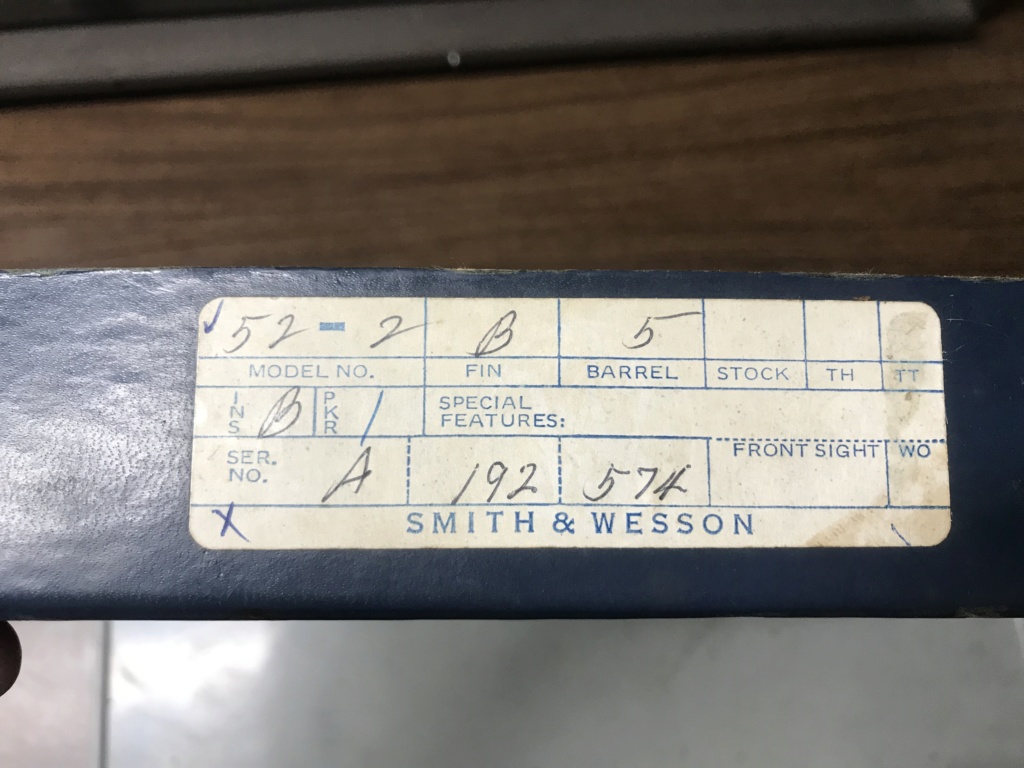 52-2 B 5
MODEL NO. FIN BARREL STOCK TH TT
INS B PKR / SPECIAL FEATURES:
SER. NO. A 192 574 FRONT SIGHT WO
X SMITH & WESSON